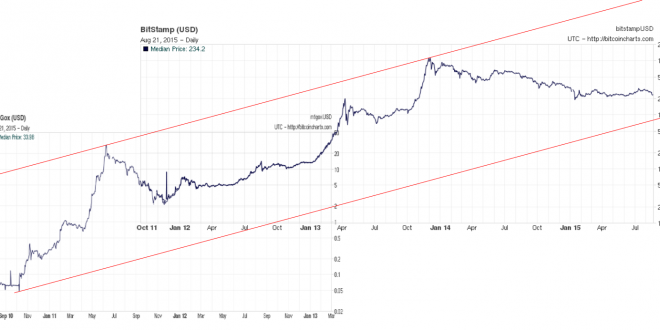 BitStamp (USD)
Aug 21, 2015 – Daily
Median Price: 234.2
bitstampUSD
UTC – http://bitcoincharts.com
Gox (USD)
21, 2015 – Daily
Median Price: 33.88
mtgoxUSD
UTC – http://bitcoincharts.com
20
10
5
2
1
0.5
0.2
0.1
0.05
0.02
Oct 11 Jan 12 Apr Jul Oct Jan 13 Apr Jul Oct Jan 14 Apr Jul Oct Jan 15 Apr Jul
Sep 10 Nov Jan 11 Mar May Jul Sep Nov Jan 12 Mar May Jul Sep Nov Jan 13 Mar